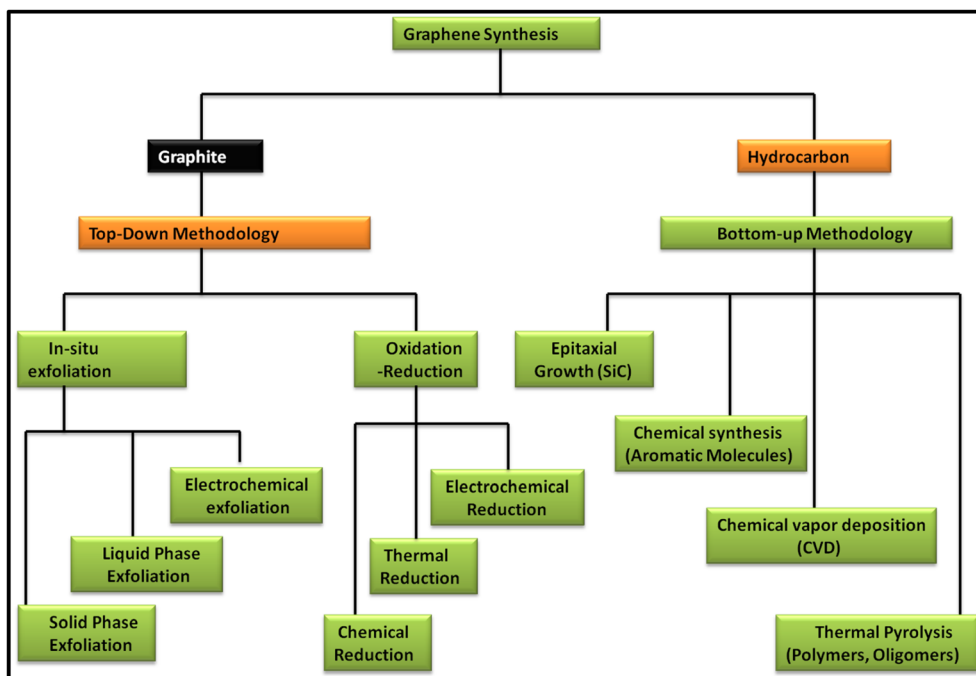 Graphene Synthesis
Graphite
Hydrocarbon
Top-Down Methodology
Bottom-up Methodology
In-situ
exfoliation
Oxidation
-Reduction
Epitaxial
Growth (SiC)
Chemical synthesis
(Aromatic Molecules)
Electrochemical
exfoliation
Electrochemical
Reduction
Chemical vapor deposition
(CVD)
Liquid Phase
Exfoliation
Thermal
Reduction
Solid Phase
Exfoliation
Chemical
Reduction
Thermal Pyrolysis
(Polymers, Oligomers)